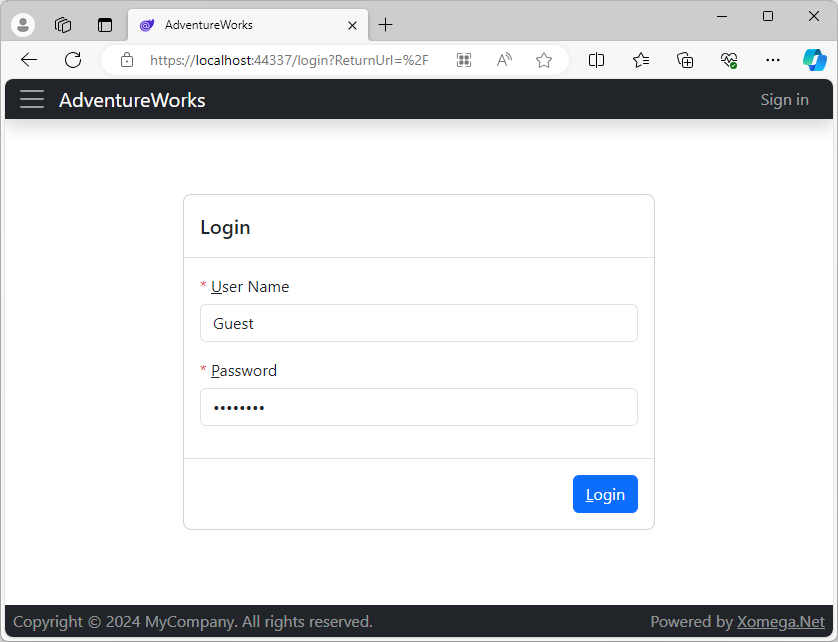 AdventureWorks
https://localhost:44337/login?ReturnUrl=%2F
AdventureWorks
Sign in
Login
* User Name
Guest
* Password
••••••••
Login
Copyright © 2024 MyCompany. All rights reserved.
Powered by Xomega.Net